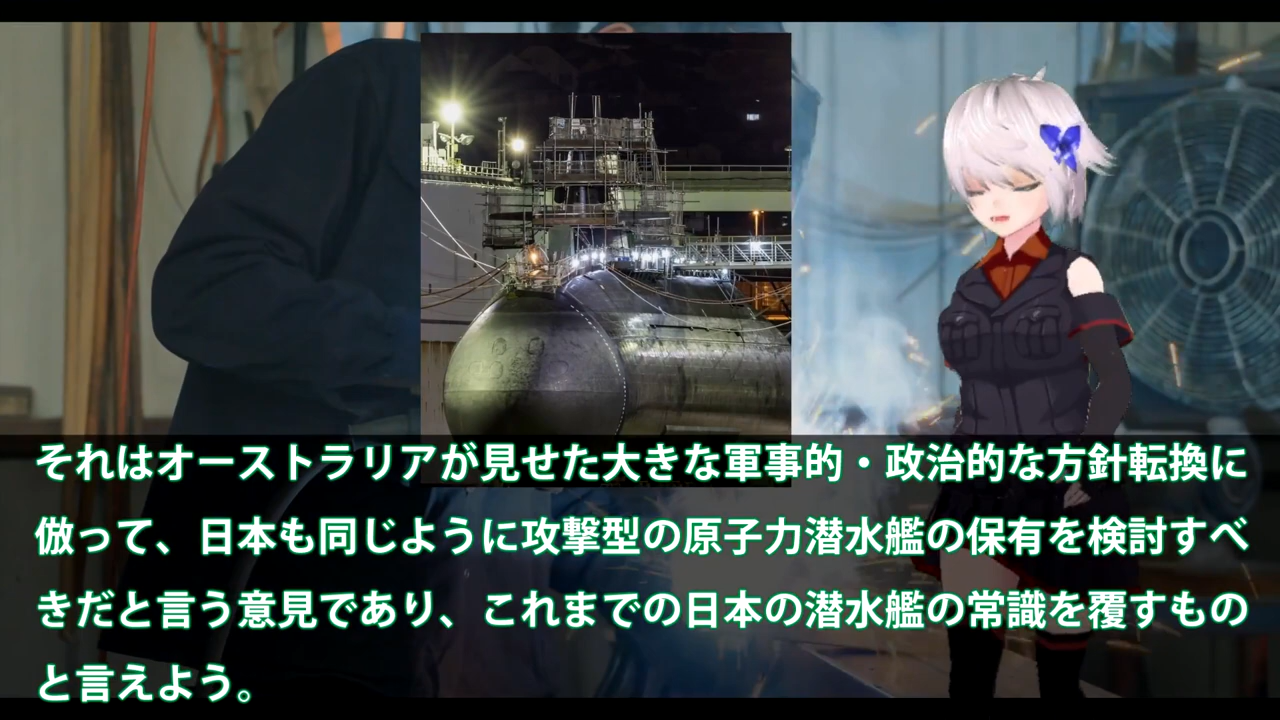 それはオーストラリアが見せた大きな軍事的・政治的な方針転換に
倣って、日本も同じように攻撃型の原子力潜水艦の保有を検討すべ
きだと言う意見であり、これまでの日本の潜水艦の常識を覆すもの
と言えよう。